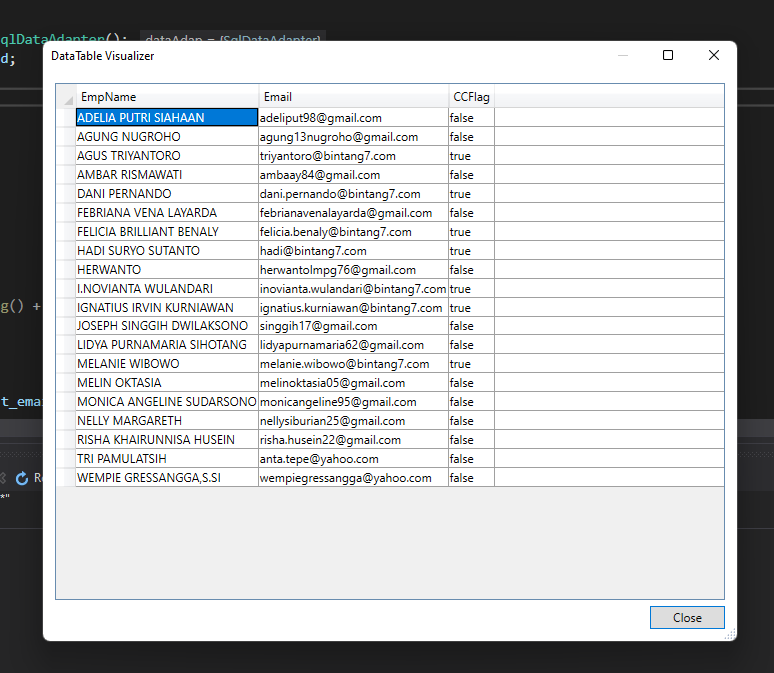 qlDataAdapter(); dataAdap = {SqlDataAdapter}
d;
DataTable Visualizer
EmpName Email CCFlag
ADELIA PUTRI SIAHAAN adeliput98@gmail.com false
AGUNG NUGROHO agung13nugroho@gmail.com false
AGUS TRIYANTORO triyantoro@bintang7.com true
AMBAR RISMAWATI ambaay84@gmail.com false
DANI PERNANDO dani.pernando@bintang7.com true
FEBRIANA VENA LAYARDA febrianavenalayarda@gmail.com false
FELICIA BRILLIANT BENALY felicia.benaly@bintang7.com true
HADI SURYO SUTANTO hadi@bintang7.com true
HERWANTO herwantolmpg76@gmail.com false
I.NOVIANTA WULANDARI inovianta.wulandari@bintang7.com true
g() +
IGNATIUS IRVIN KURNIAWAN ignatius.kurniawan@bintang7.com true
JOSEPH SINGGIH DWILAKSONO singgih17@gmail.com false
LIDYA PURNAMARIA SIHOTANG lidyapurnamaria62@gmail.com false
MELANIE WIBOWO melanie.wibowo@bintang7.com true
MELIN OKTASIA melinoktasia05@gmail.com false
t_ema
MONICA ANGELINE SUDARSONO monicangeline95@gmail.com false
NELLY MARGARETH nellysiburian25@gmail.com false
RISHA KHAIRUNNISA HUSEIN risha.husein22@gmail.com false
TRI PAMULATSIH anta.tepe@yahoo.com false
WEMPIE GRESSANGGA,S.SI wempiegressangga@yahoo.com false
*"
Close